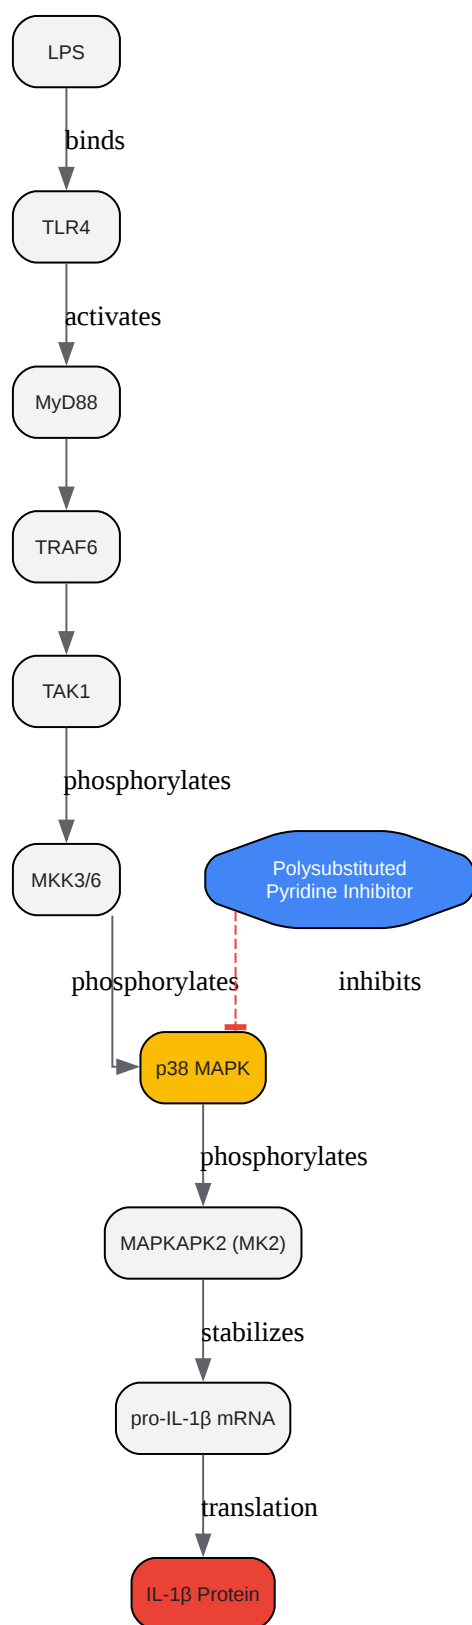 LPS
binds
TLR4
activates
MyD88
TRAF6
TAK1
phosphorylates
MKK3/6
Polysubstituted
Pyridine Inhibitor
phosphorylates
inhibits
p38 MAPK
phosphorylates
MAPKAPK2 (MK2)
stabilizes
pro-IL-1β mRNA
translation
IL-1β Protein